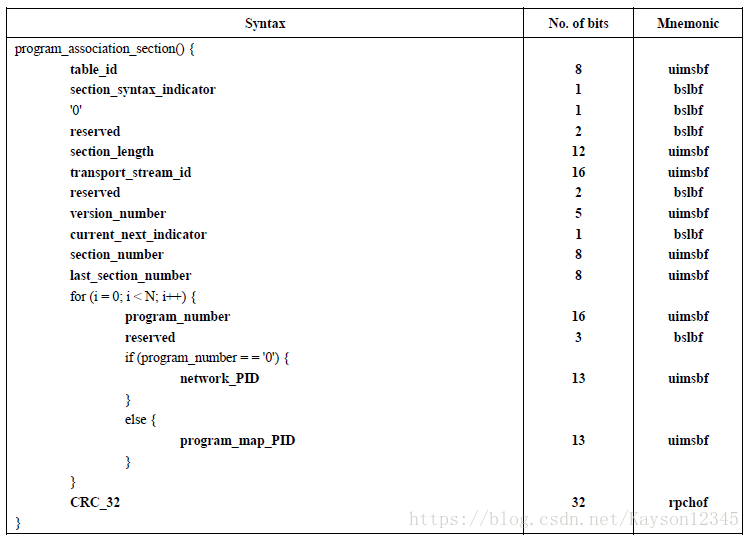 Syntax No. of bits Mnemonic
program_association_section() {
table_id 8 uimsbf
section_syntax_indicator 1 bslbf
'0' 1 bslbf
reserved 2 bslbf
section_length 12 uimsbf
transport_stream_id 16 uimsbf
reserved 2 bslbf
version_number 5 uimsbf
current_next_indicator 1 bslbf
section_number 8 uimsbf
last_section_number 8 uimsbf
for (i = 0; i < N; i++) {
program_number 16 uimsbf
reserved 3 bslbf
if (program_number = = '0') {
network_PID 13 uimsbf
}
else {
program_map_PID 13 uimsbf
}
}
CRC_32 32 rpchof
}
https://blog.csdn.net/Kayson12345